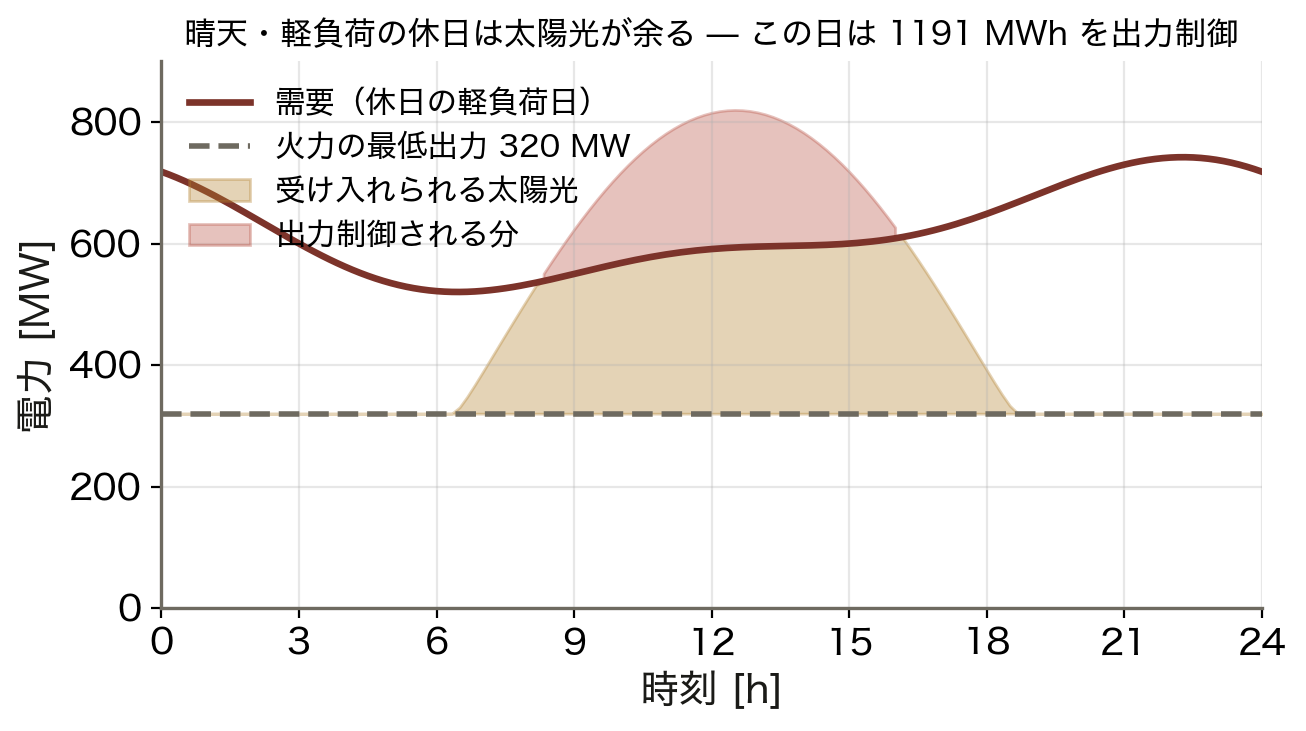 晴天・軽負荷の休日は太陽光が余る — この日は 1191 MWh を出力制御
需要（休日の軽負荷日）
火力の最低出力 320 MW
受け入れられる太陽光
出力制御される分
電力 [MW]
800
600
400
200
0
0 3 6 9 12 15 18 21 24
時刻 [h]